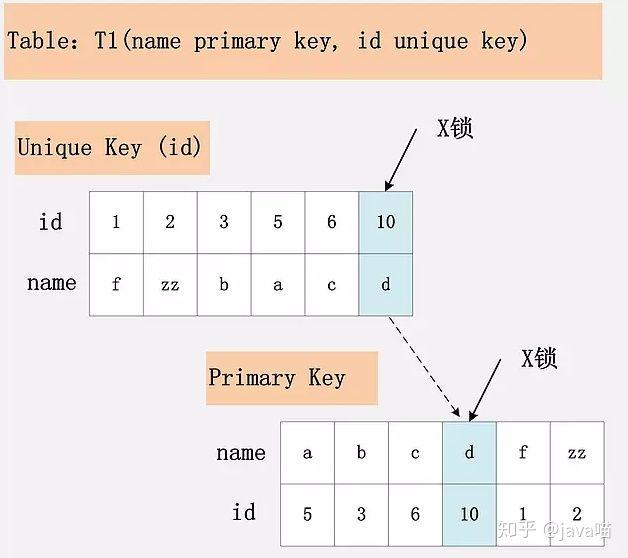 Table：T1(name primary key, id unique key)
X锁
Unique Key (id)
id 1 2 3 5 6 10
name f zz b a c d
X锁
Primary Key
name a b c d f zz
id 5 3 6 10 1 2
知乎 @java喵